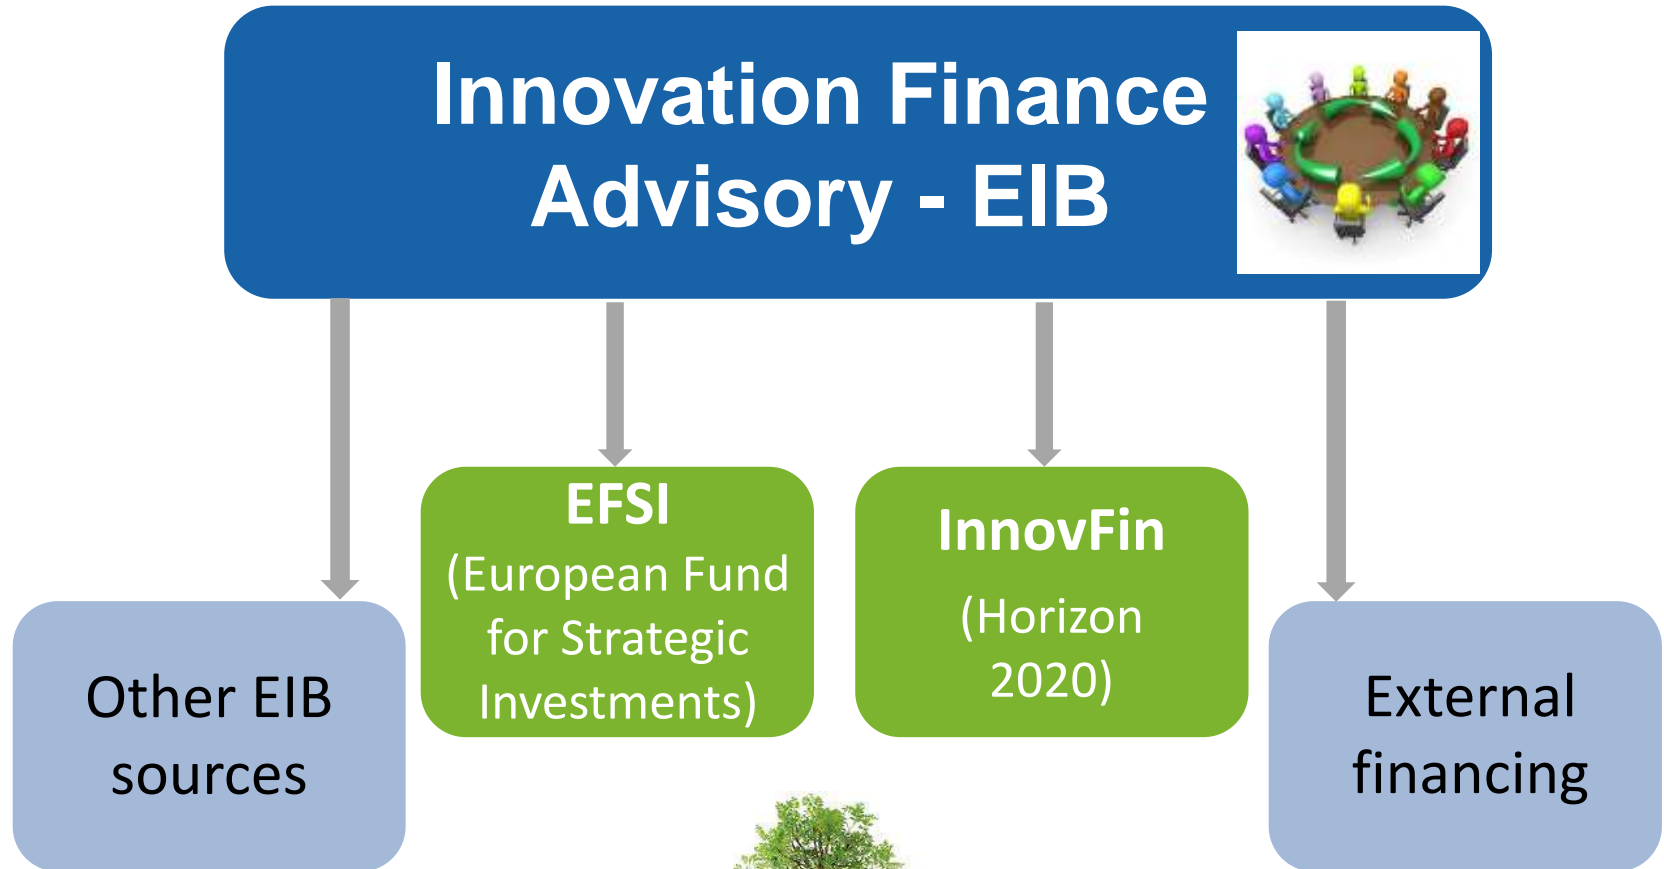 Innovation Finance
Advisory - EIB
EFSI
(European Fund
for Strategic
Investments)
InnovFin
(Horizon
2020)
Other EIB
sources
External
financing